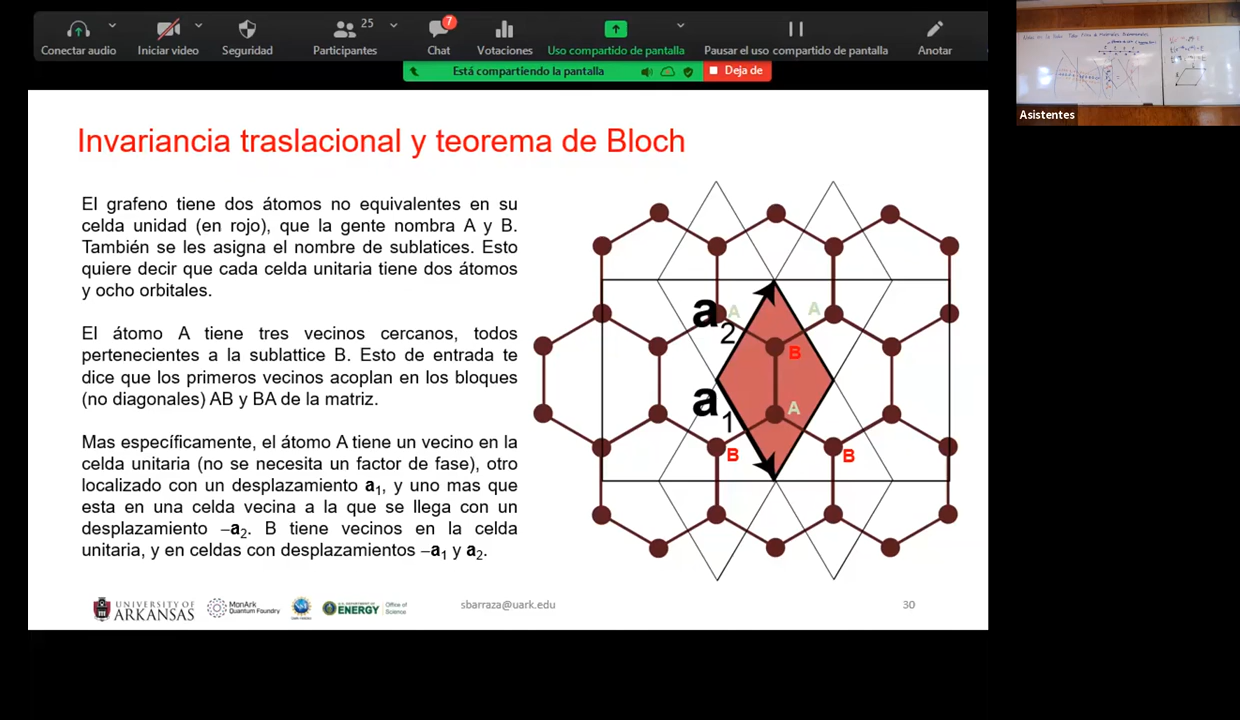 25
7
Conectar audio
Iniciar video
Seguridad
Participantes
Chat
Votaciones
Uso compartido de pantalla
Pausar el uso compartido de pantalla
Anotar
Está compartiendo la pantalla
Deja de
Asistentes
Invariancia traslacional y teorema de Bloch
El grafeno tiene dos átomos no equivalentes en su
celda unidad (en rojo), que la gente nombra A y B.
También se les asigna el nombre de sublatices. Esto
quiere decir que cada celda unitaria tiene dos átomos
y ocho orbitales.
El átomo A tiene tres vecinos cercanos, todos
pertenecientes a la sublattice B. Esto de entrada te
dice que los primeros vecinos acoplan en los bloques
(no diagonales) AB y BA de la matriz.
Mas específicamente, el átomo A tiene un vecino en la
celda unitaria (no se necesita un factor de fase), otro
localizado con un desplazamiento a1, y uno mas que
esta en una celda vecina a la que se llega con un
desplazamiento –a2. B tiene vecinos en la celda
unitaria, y en celdas con desplazamientos –a1 y a2.
a2
A
A
B
a1
A
B
B
UNIVERSITY OF
ARKANSAS
MonArk
Quantum Foundry
ENERGY
Office of
Science
sbarraza@uark.edu
30